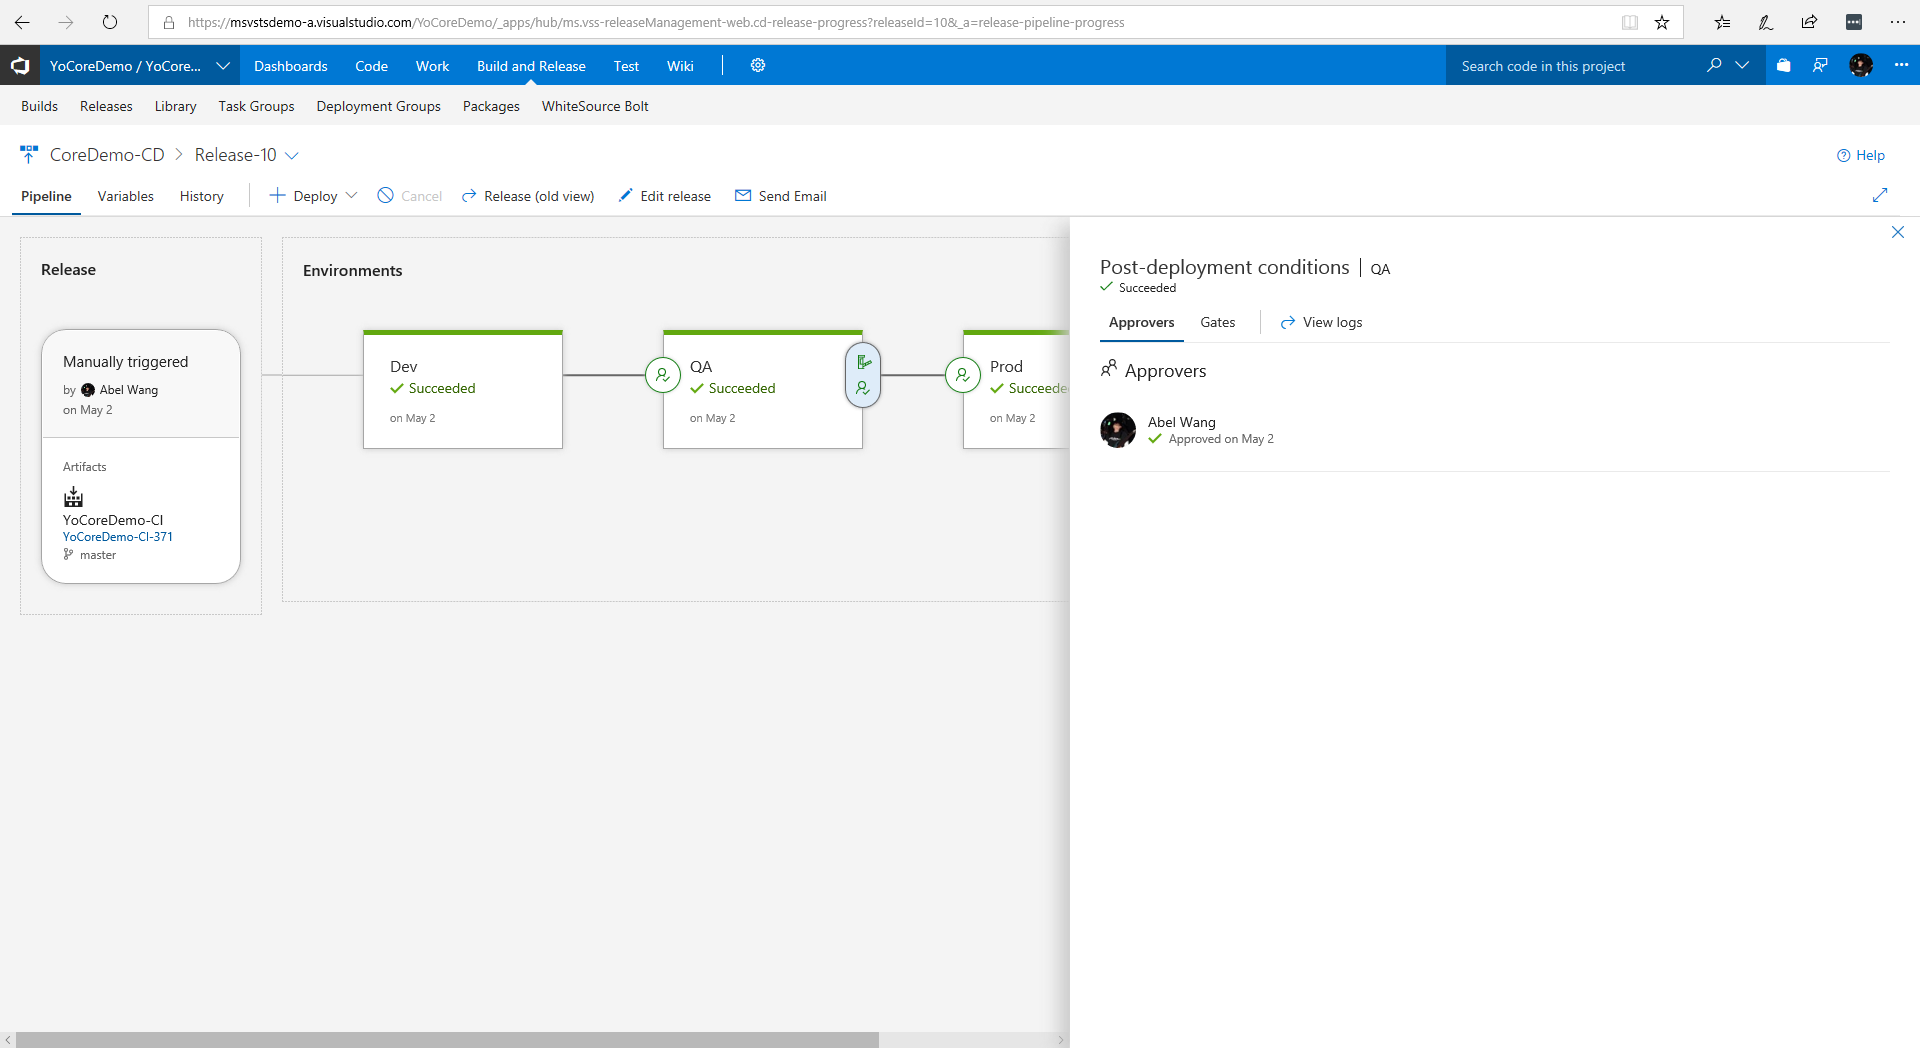 https://msvstsdemo-a.visualstudio.com/YoCoreDemo/_apps/hub/ms.vss-releaseManagement-web.cd-release-progress?releaseId=10&_a=release-pipeline-progress
YoCoreDemo / YoCore... Dashboards Code Work Build and Release Test Wiki Search code in this project
Builds Releases Library Task Groups Deployment Groups Packages WhiteSource Bolt
CoreDemo-CD > Release-10 Help
Pipeline Variables History Deploy Cancel Release (old view) Edit release Send Email
Release
Manually triggered
by Abel Wang
on May 2
Artifacts
YoCoreDemo-CI
YoCoreDemo-CI-371
master
Environments
Dev
Succeeded
on May 2
QA
Succeeded
on May 2
Prod
Succeede
on May 2
Post-deployment conditions | QA
Succeeded
Approvers Gates View logs
Approvers
Abel Wang
Approved on May 2